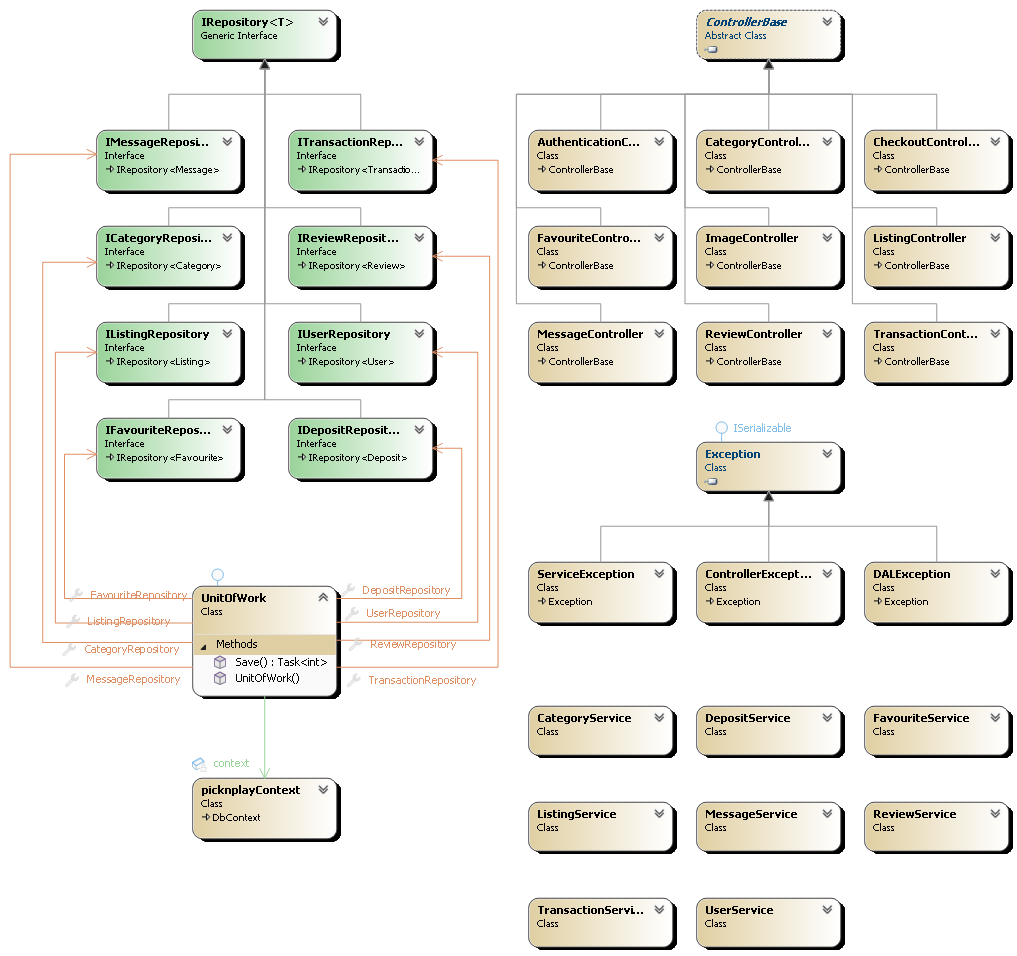 IRepository<T>
Generic Interface
IMessageReposi...
Interface
IRepository<Message>
ITransactionRep...
Interface
IRepository<Transactio...
ICategoryReposi...
Interface
IRepository<Category>
IReviewReposit...
Interface
IRepository<Review>
IListingRepository
Interface
IRepository<Listing>
IUserRepository
Interface
IRepository<User>
IFavouriteRepos...
Interface
IRepository<Favourite>
IDepositReposit...
Interface
IRepository<Deposit>
FavouriteRepository
ListingRepository
CategoryRepository
MessageRepository
UnitOfWork
Class
Methods
Save() : Task<int>
UnitOfWork()
DepositRepository
UserRepository
ReviewRepository
TransactionRepository
context
picknplayContext
Class
DbContext
ControllerBase
Abstract Class
AuthenticationC...
Class
ControllerBase
CategoryControl...
Class
ControllerBase
CheckoutControl...
Class
ControllerBase
FavouriteContro...
Class
ControllerBase
ImageController
Class
ControllerBase
ListingController
Class
ControllerBase
MessageController
Class
ControllerBase
ReviewController
Class
ControllerBase
TransactionCont...
Class
ControllerBase
ISerializable
Exception
Class
ServiceException
Class
Exception
ControllerExcept...
Class
Exception
DALException
Class
Exception
CategoryService
Class
DepositService
Class
FavouriteService
Class
ListingService
Class
MessageService
Class
ReviewService
Class
TransactionServi...
Class
UserService
Class